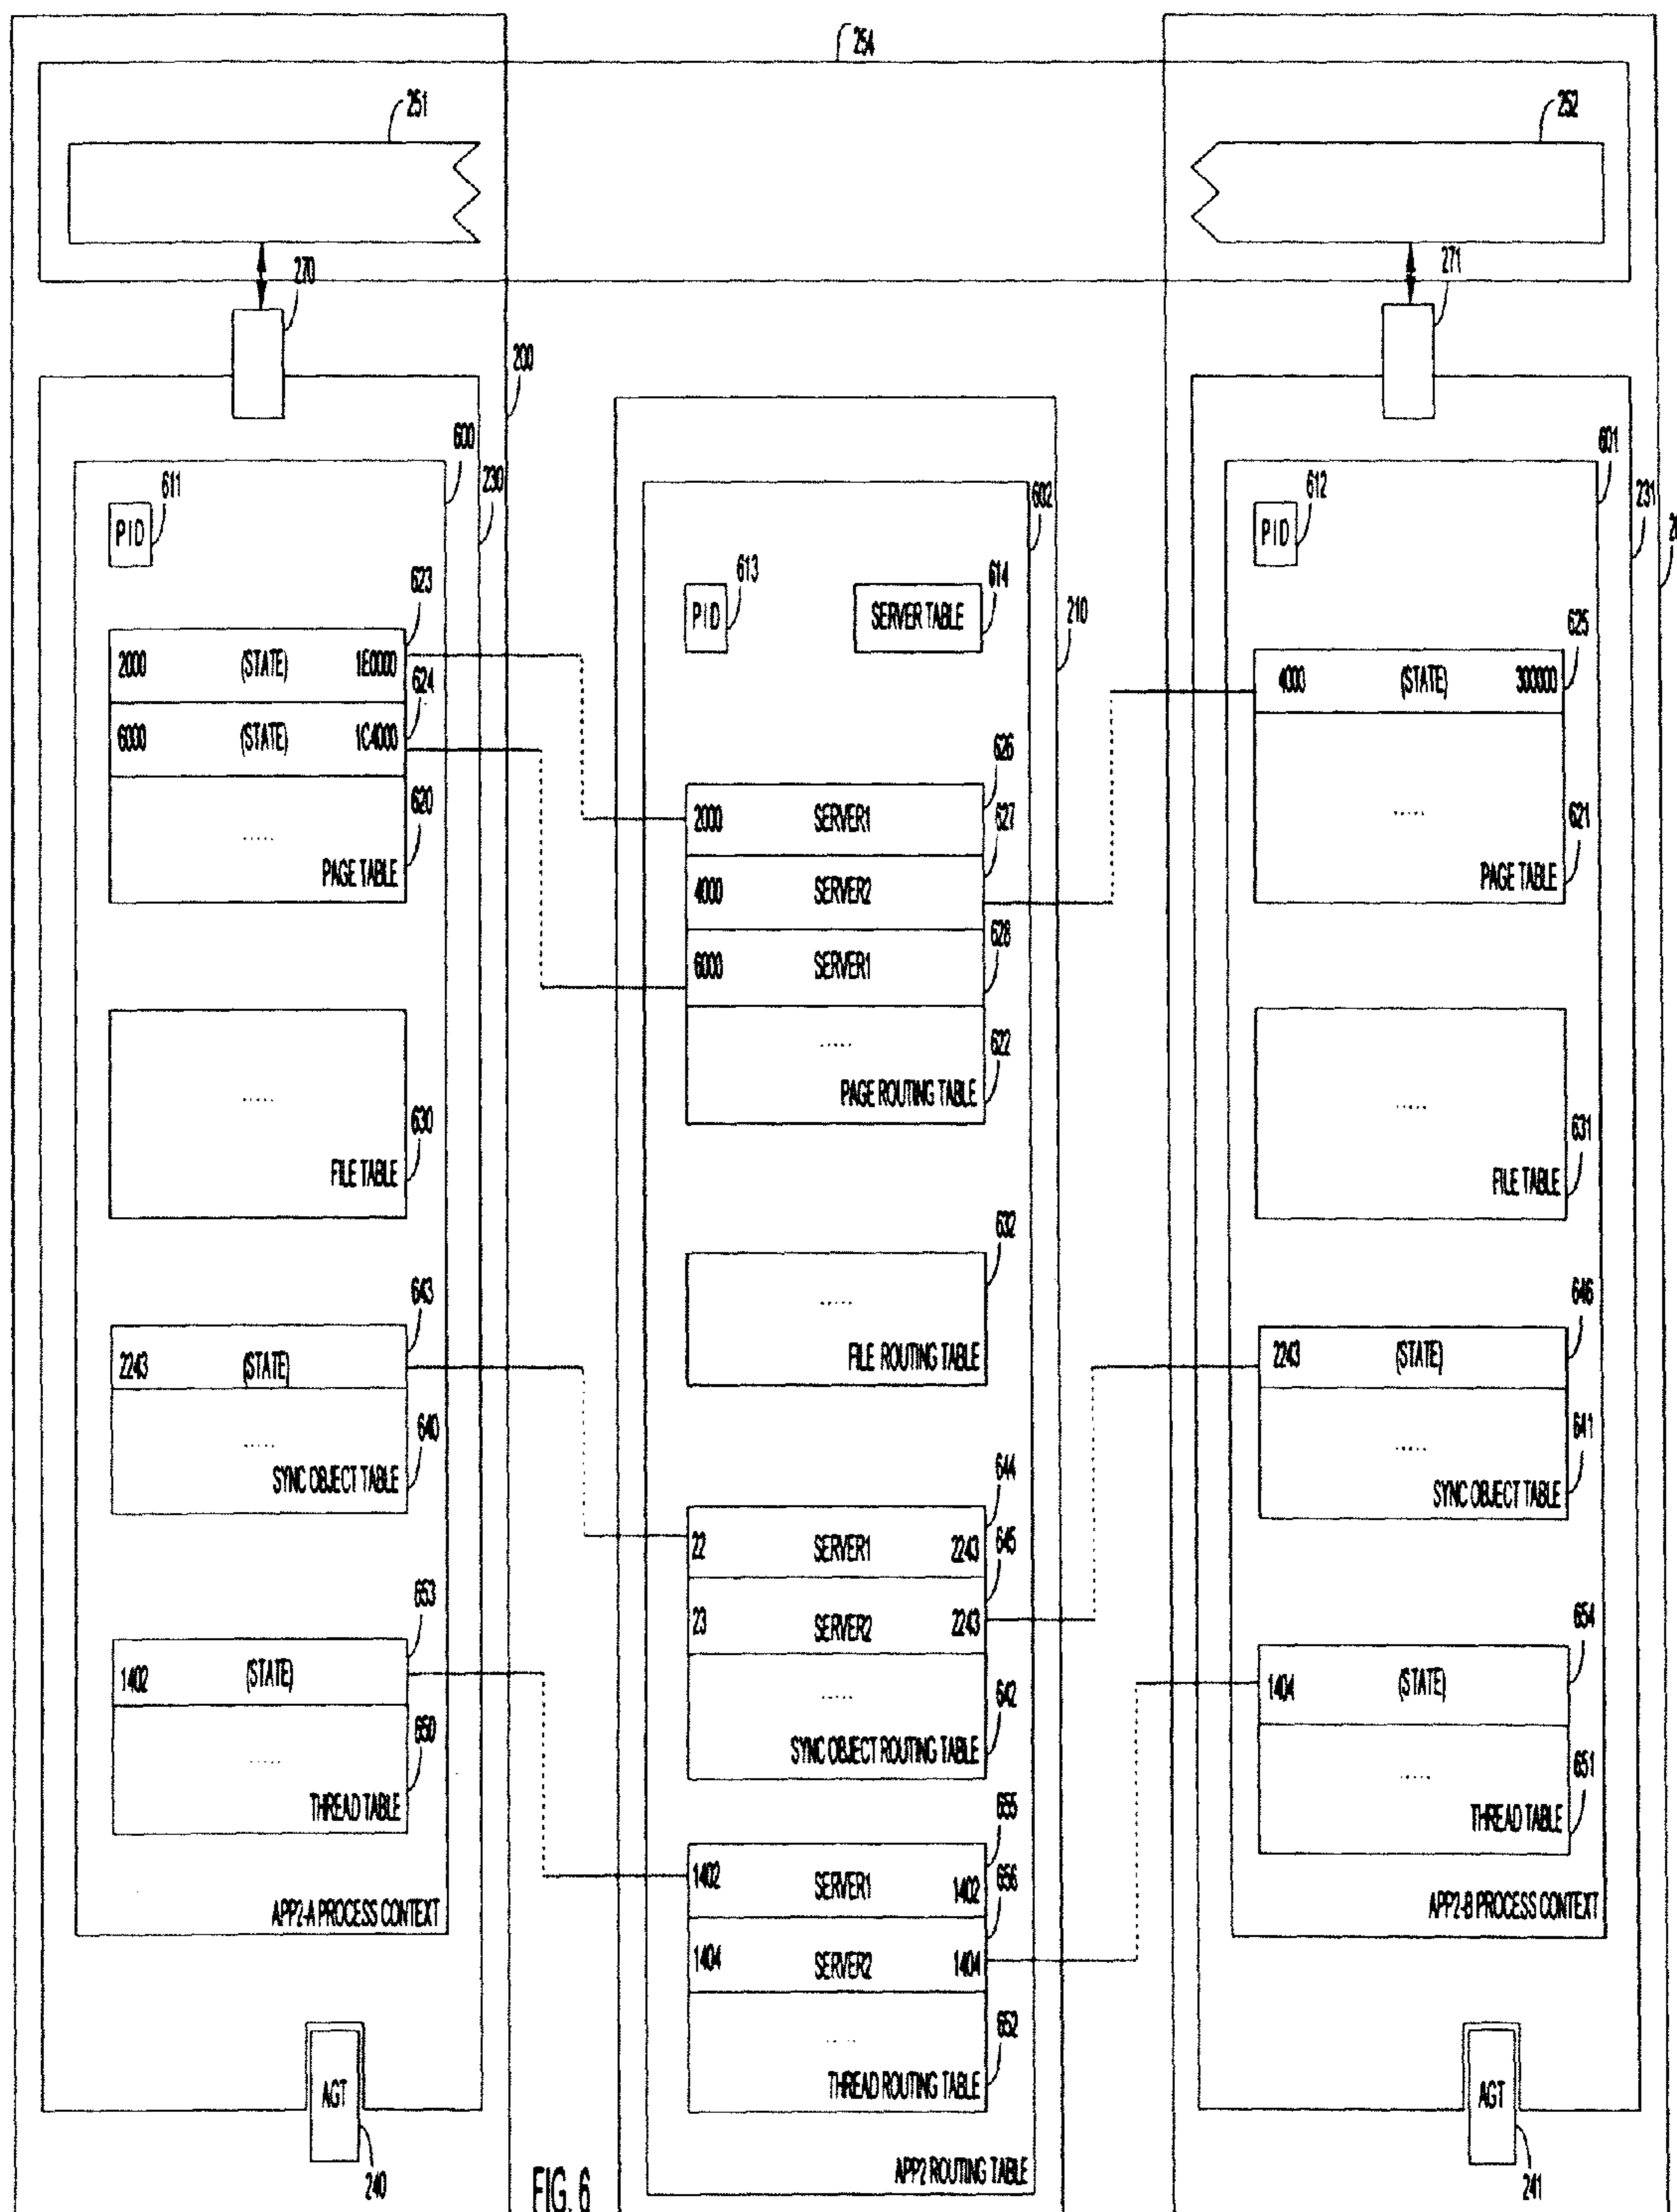 254
251
252
270
271
200
600
230
601
231
602
210
PID
611
623
2000 (STATE) 1E0000
624
6000 (STATE) 1C4000
620
.....
PAGE TABLE
630
.....
FILE TABLE
643
2243 (STATE)
640
.....
SYNC OBJECT TABLE
653
1402 (STATE)
650
.....
THREAD TABLE
APP2-A PROCESS CONTEXT
AGT
240
PID
613
SERVER TABLE
614
626
2000 SERVER1
627
4000 SERVER2
628
6000 SERVER1
622
.....
PAGE ROUTING TABLE
632
.....
FILE ROUTING TABLE
644
22 SERVER1 2243
645
23 SERVER2 2243
642
.....
SYNC OBJECT ROUTING TABLE
655
1402 SERVER1 1402
656
1404 SERVER2 1404
652
.....
THREAD ROUTING TABLE
APP2 ROUTING TABLE
PID
612
625
4000 (STATE) 300000
621
.....
PAGE TABLE
631
.....
FILE TABLE
646
2243 (STATE)
641
.....
SYNC OBJECT TABLE
654
1404 (STATE)
651
.....
THREAD TABLE
APP2-B PROCESS CONTEXT
AGT
241
FIG. 6